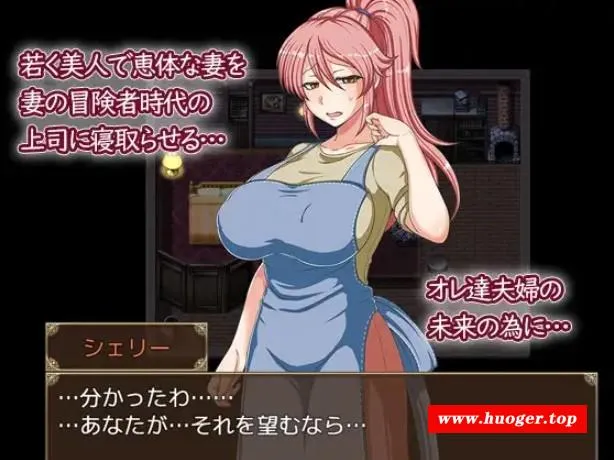 若く美人で恵体な妻を
妻の冒険者時代の
上司に寝取らせる…
オレ達夫婦の
未来の為に…
シェリー
…分かったわ……
…あなたが…それを望むなら…
www.huoger.top